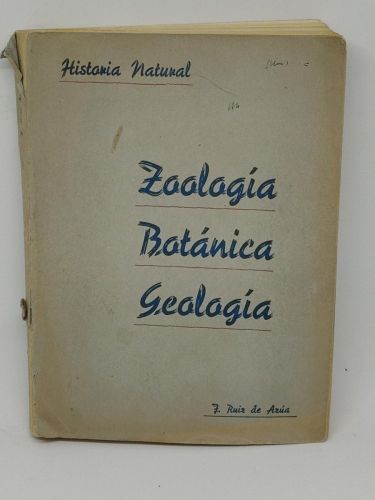 Historia Natural
Zoología
Botánica
Geología
J. Ruiz de Azúa